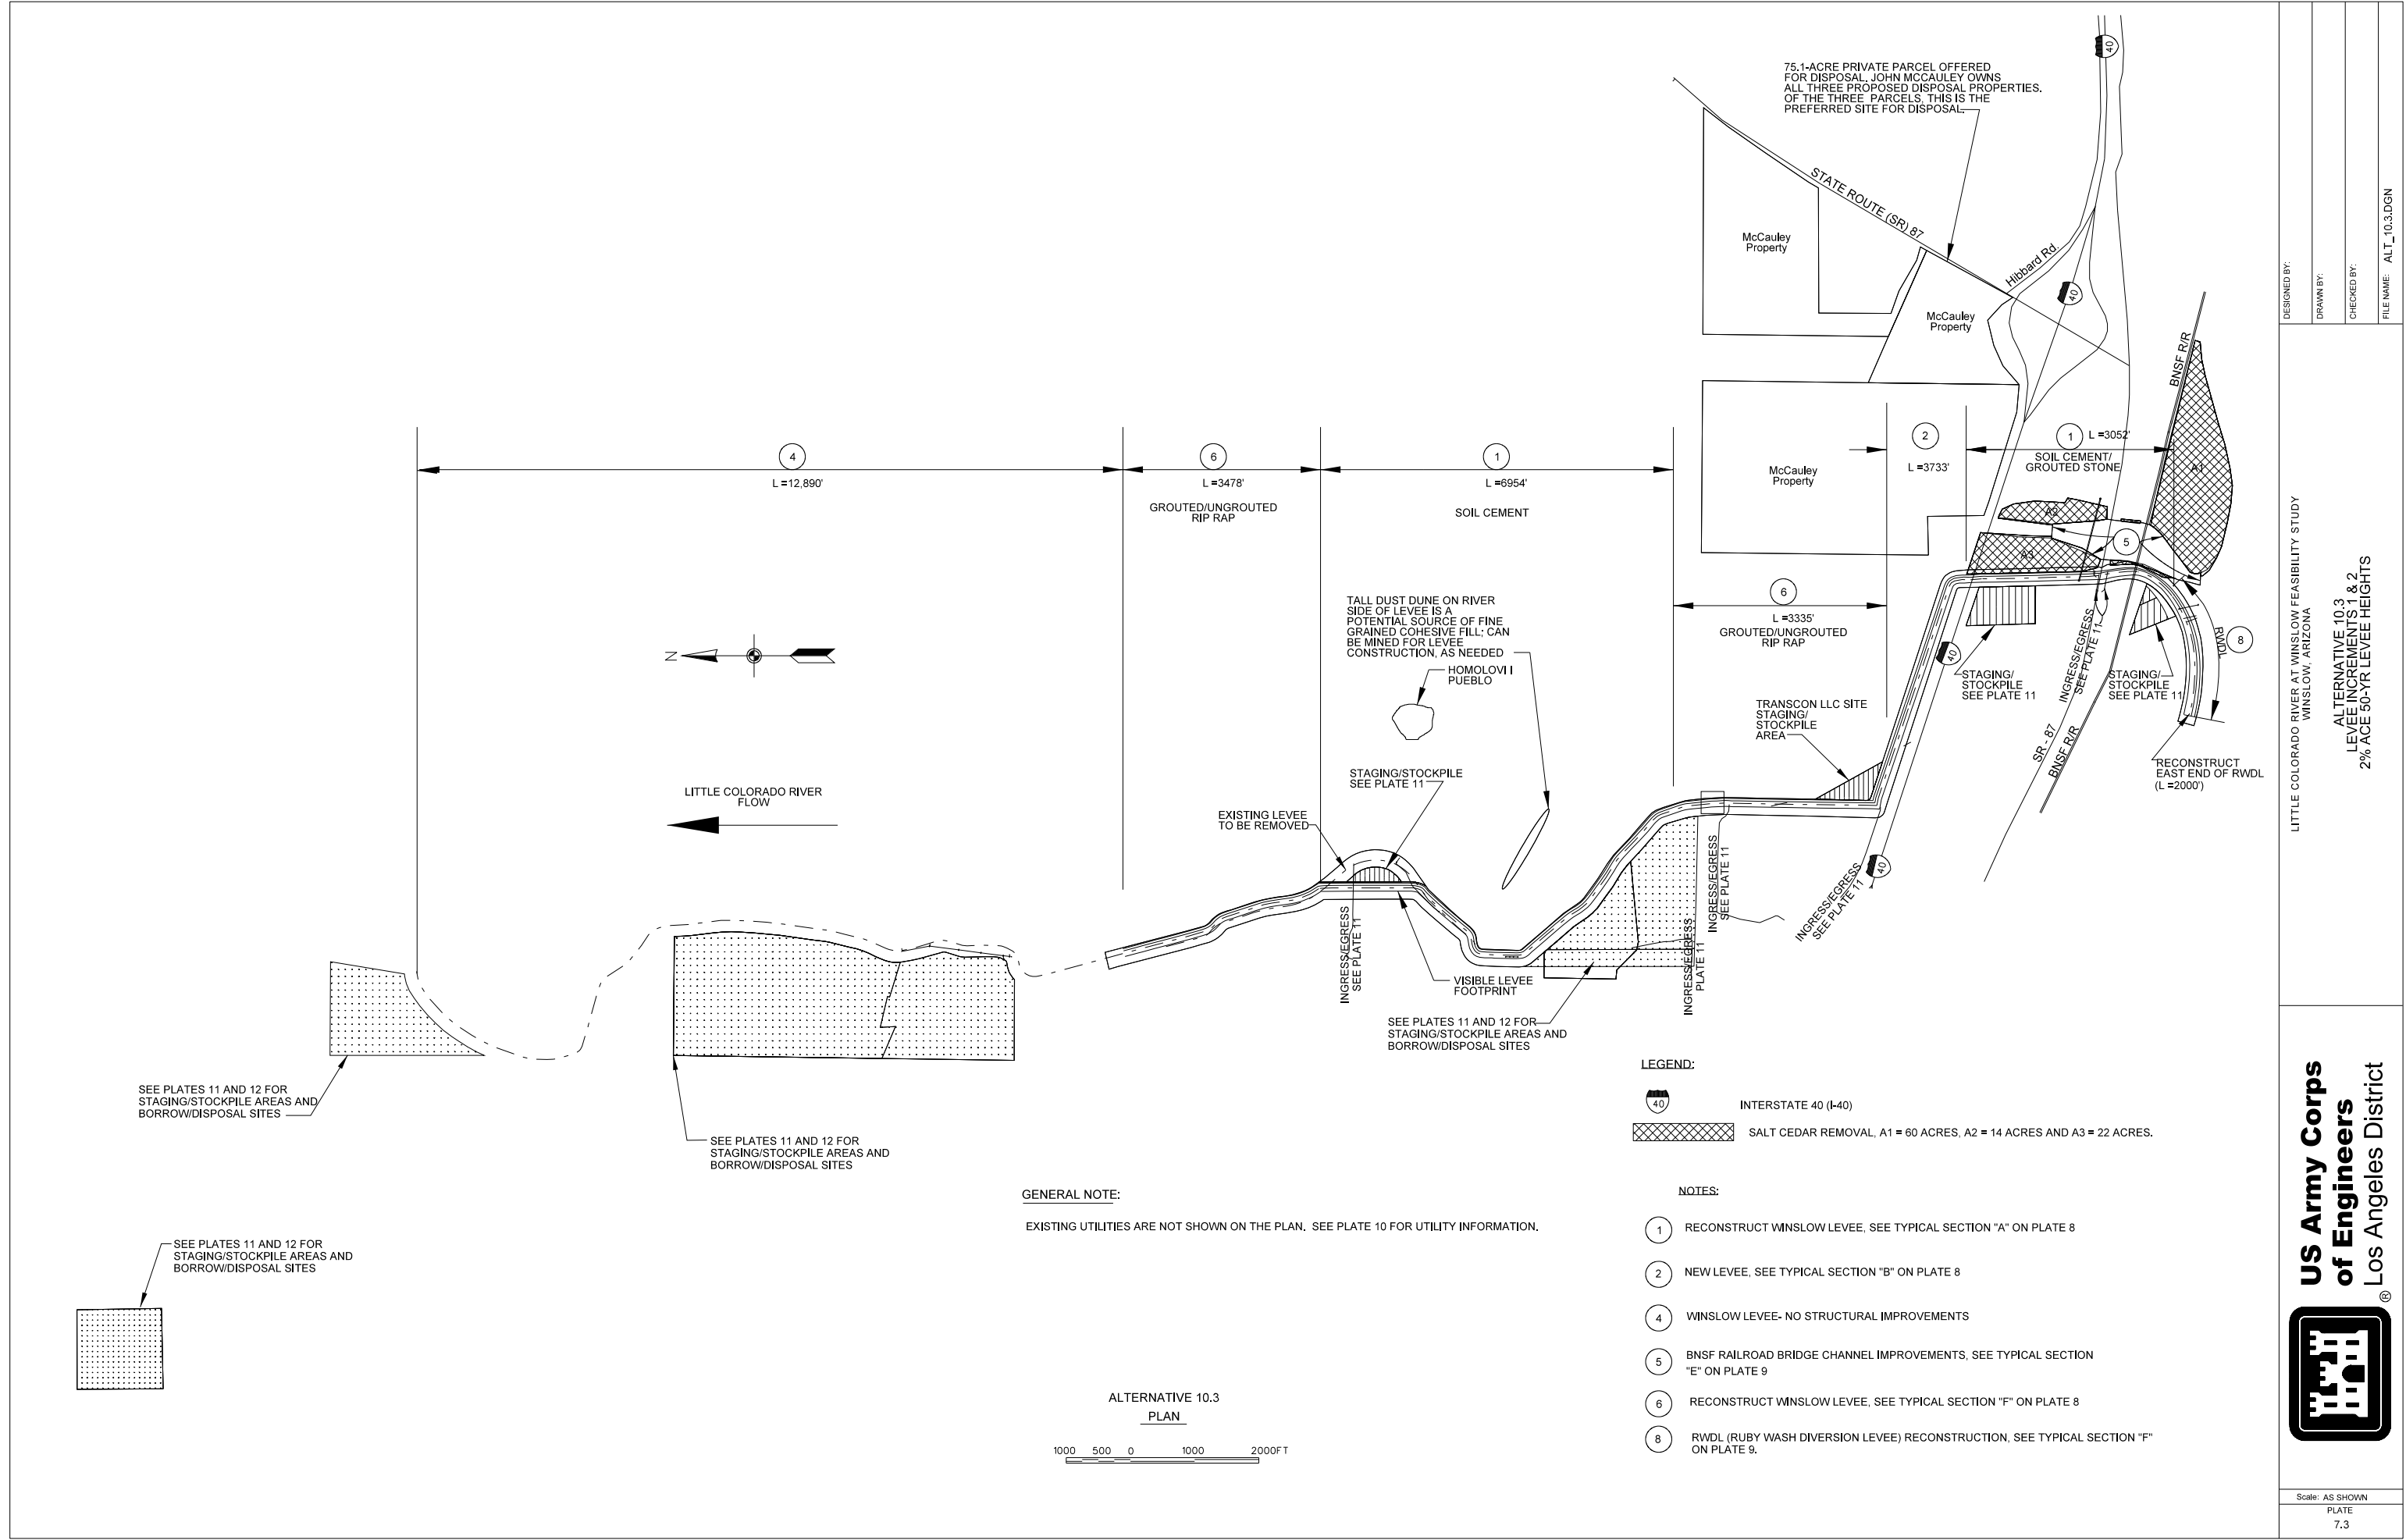 75.1-ACRE PRIVATE PARCEL OFFERED
FOR DISPOSAL. JOHN MCCAULEY OWNS
ALL THREE PROPOSED DISPOSAL PROPERTIES.
OF THE THREE PARCELS, THIS IS THE
PREFERRED SITE FOR DISPOSAL.
40
STATE ROUTE (SR) 87
McCauley
Property
Hibbard Rd.
40
McCauley
Property
BNSF R/R
4
L =12,890'
6
L =3478'
GROUTED/UNGROUTED
RIP RAP
1
L =6954'
SOIL CEMENT
McCauley
Property
2
L =3733'
1
L =3052'
SOIL CEMENT/
GROUTED STONE
A1
A2
A3
5
6
L =3335'
GROUTED/UNGROUTED
RIP RAP
TALL DUST DUNE ON RIVER
SIDE OF LEVEE IS A
POTENTIAL SOURCE OF FINE
GRAINED COHESIVE FILL; CAN
BE MINED FOR LEVEE
CONSTRUCTION, AS NEEDED
HOMOLOVI I
PUEBLO
N
LITTLE COLORADO RIVER
FLOW
TRANSCON LLC SITE
STAGING/
STOCKPILE
AREA
40
STAGING/
STOCKPILE
SEE PLATE 11
INGRESS/EGRESS
SEE PLATE 11
STAGING/
STOCKPILE
SEE PLATE 11
RWDL
8
SR - 87
BNSF R/R
RECONSTRUCT
EAST END OF RWDL
(L =2000')
STAGING/STOCKPILE
SEE PLATE 11
EXISTING LEVEE
TO BE REMOVED
INGRESS/EGRESS
SEE PLATE 11
VISIBLE LEVEE
FOOTPRINT
INGRESS/EGRESS
SEE PLATE 11
INGRESS/EGRESS
PLATE 11
INGRESS/EGRESS
SEE PLATE 11
40
SEE PLATES 11 AND 12 FOR
STAGING/STOCKPILE AREAS AND
BORROW/DISPOSAL SITES
SEE PLATES 11 AND 12 FOR
STAGING/STOCKPILE AREAS AND
BORROW/DISPOSAL SITES
SEE PLATES 11 AND 12 FOR
STAGING/STOCKPILE AREAS AND
BORROW/DISPOSAL SITES
SEE PLATES 11 AND 12 FOR
STAGING/STOCKPILE AREAS AND
BORROW/DISPOSAL SITES
LEGEND:
40
INTERSTATE 40 (I-40)
SALT CEDAR REMOVAL, A1 = 60 ACRES, A2 = 14 ACRES AND A3 = 22 ACRES.
GENERAL NOTE:
EXISTING UTILITIES ARE NOT SHOWN ON THE PLAN. SEE PLATE 10 FOR UTILITY INFORMATION.
NOTES:
1 RECONSTRUCT WINSLOW LEVEE, SEE TYPICAL SECTION "A" ON PLATE 8
2 NEW LEVEE, SEE TYPICAL SECTION "B" ON PLATE 8
4 WINSLOW LEVEE- NO STRUCTURAL IMPROVEMENTS
5 BNSF RAILROAD BRIDGE CHANNEL IMPROVEMENTS, SEE TYPICAL SECTION
"E" ON PLATE 9
6 RECONSTRUCT WINSLOW LEVEE, SEE TYPICAL SECTION "F" ON PLATE 8
8 RWDL (RUBY WASH DIVERSION LEVEE) RECONSTRUCTION, SEE TYPICAL SECTION "F"
ON PLATE 9.
ALTERNATIVE 10.3
PLAN
1000 500 0 1000 2000FT
DESIGNED BY:
DRAWN BY:
CHECKED BY:
FILE NAME: ALT_10.3.DGN
LITTLE COLORADO RIVER AT WINSLOW FEASIBILITY STUDY
WINSLOW, ARIZONA
ALTERNATIVE 10.3
LEVEE INCREMENTS 1 & 2
2% ACE 50-YR LEVEE HEIGHTS
US Army Corps
of Engineers
Los Angeles District
®
Scale: AS SHOWN
PLATE
7.3